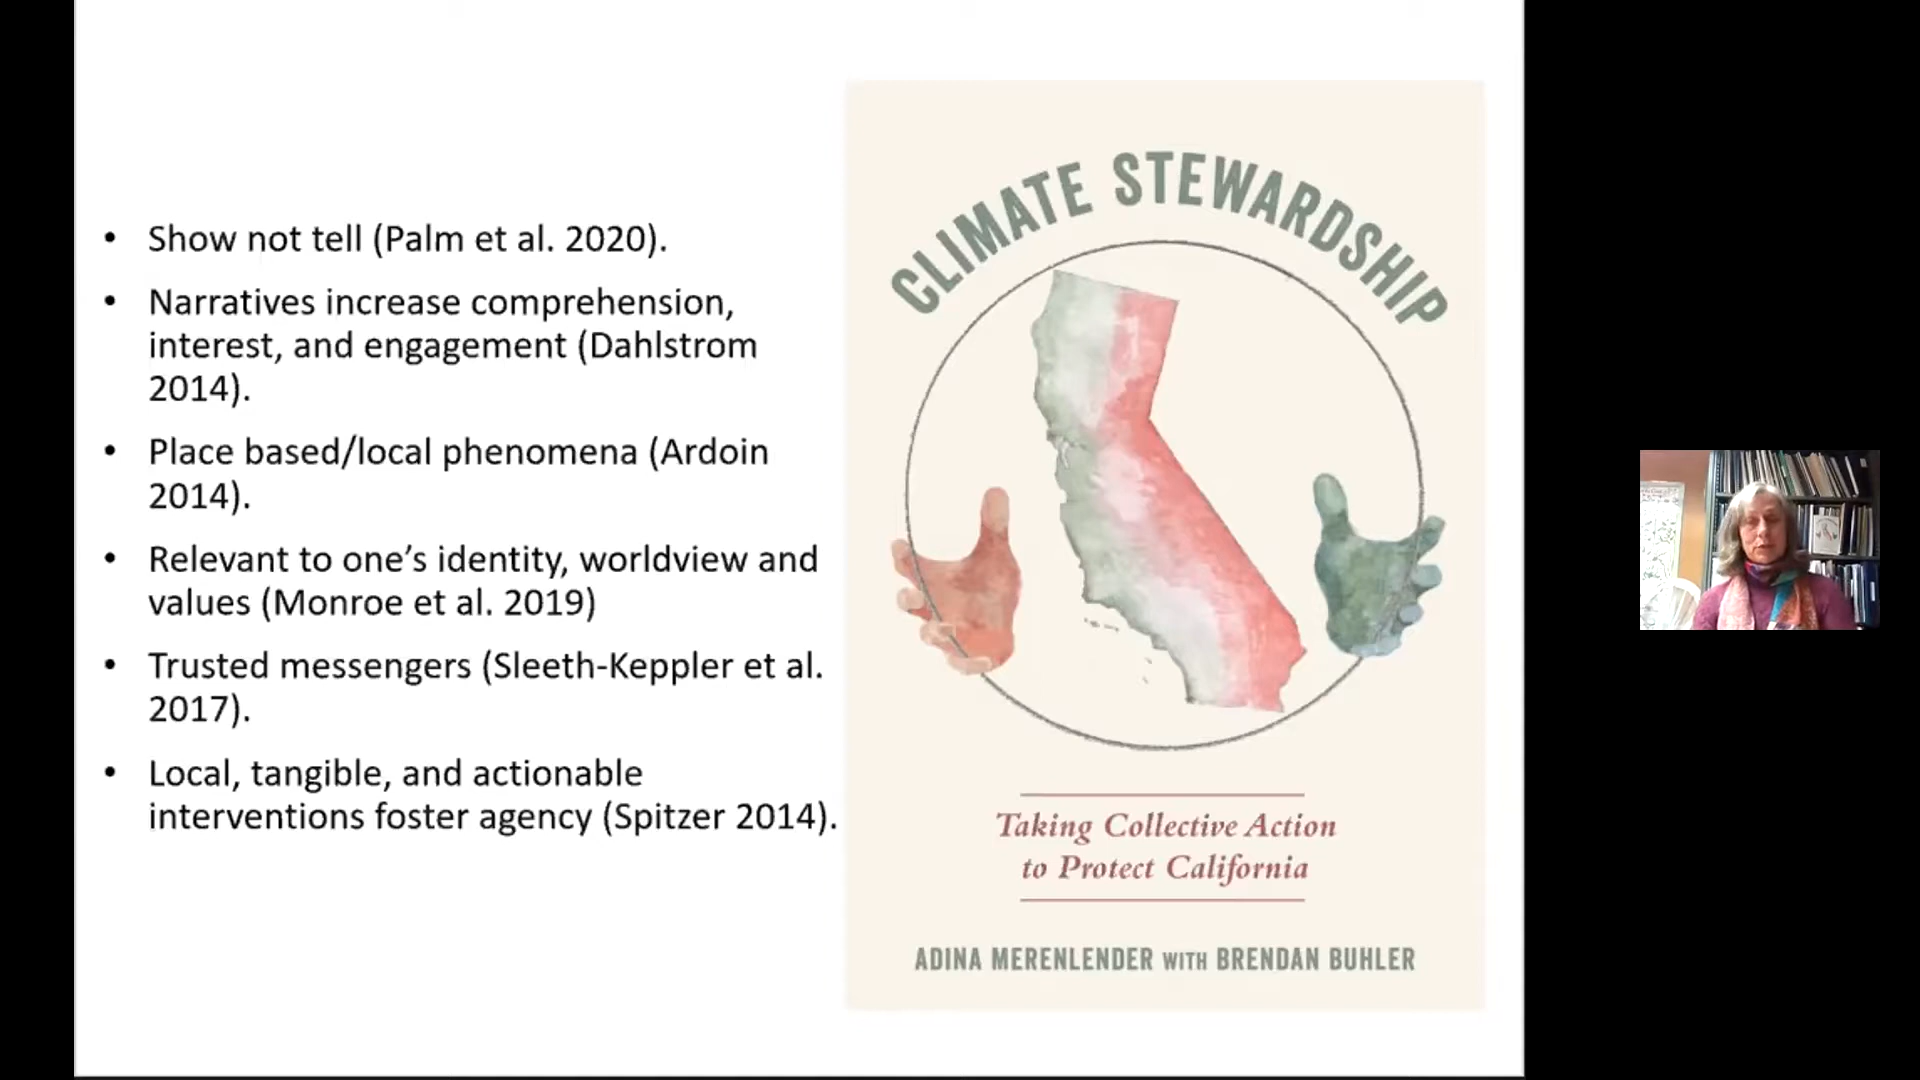 • Show not tell (Palm et al. 2020).
• Narratives increase comprehension,
interest, and engagement (Dahlstrom
2014).
• Place based/local phenomena (Ardoin
2014).
• Relevant to one’s identity, worldview and
values (Monroe et al. 2019)
• Trusted messengers (Sleeth-Keppler et al.
2017).
• Local, tangible, and actionable
interventions foster agency (Spitzer 2014).
CLIMATE STEWARDSHIP
Taking Collective Action
to Protect California
ADINA MERENLENDER WITH BRENDAN BUHLER